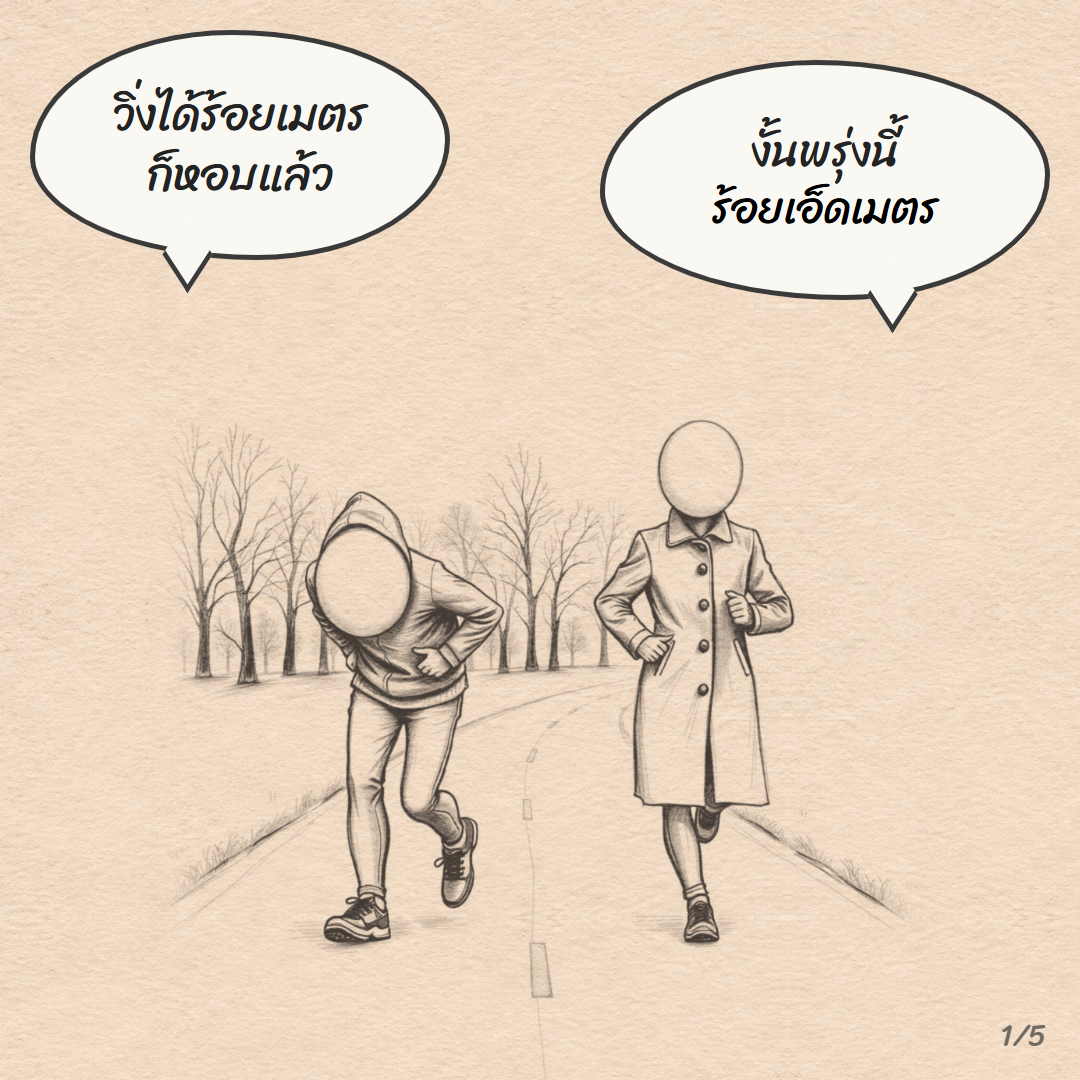 วิ่งได้ร้อยเมตร
ก็หอบแล้ว
งั้นพรุ่งนี้
ร้อยเอ็ดเมตร
1/5